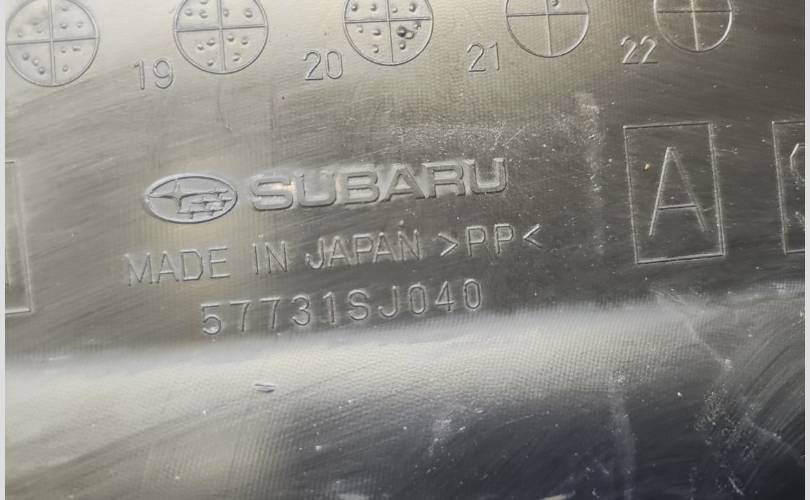 19 20 21 22
SUBARU
MADE IN JAPAN >PP<
57731SJ040
A